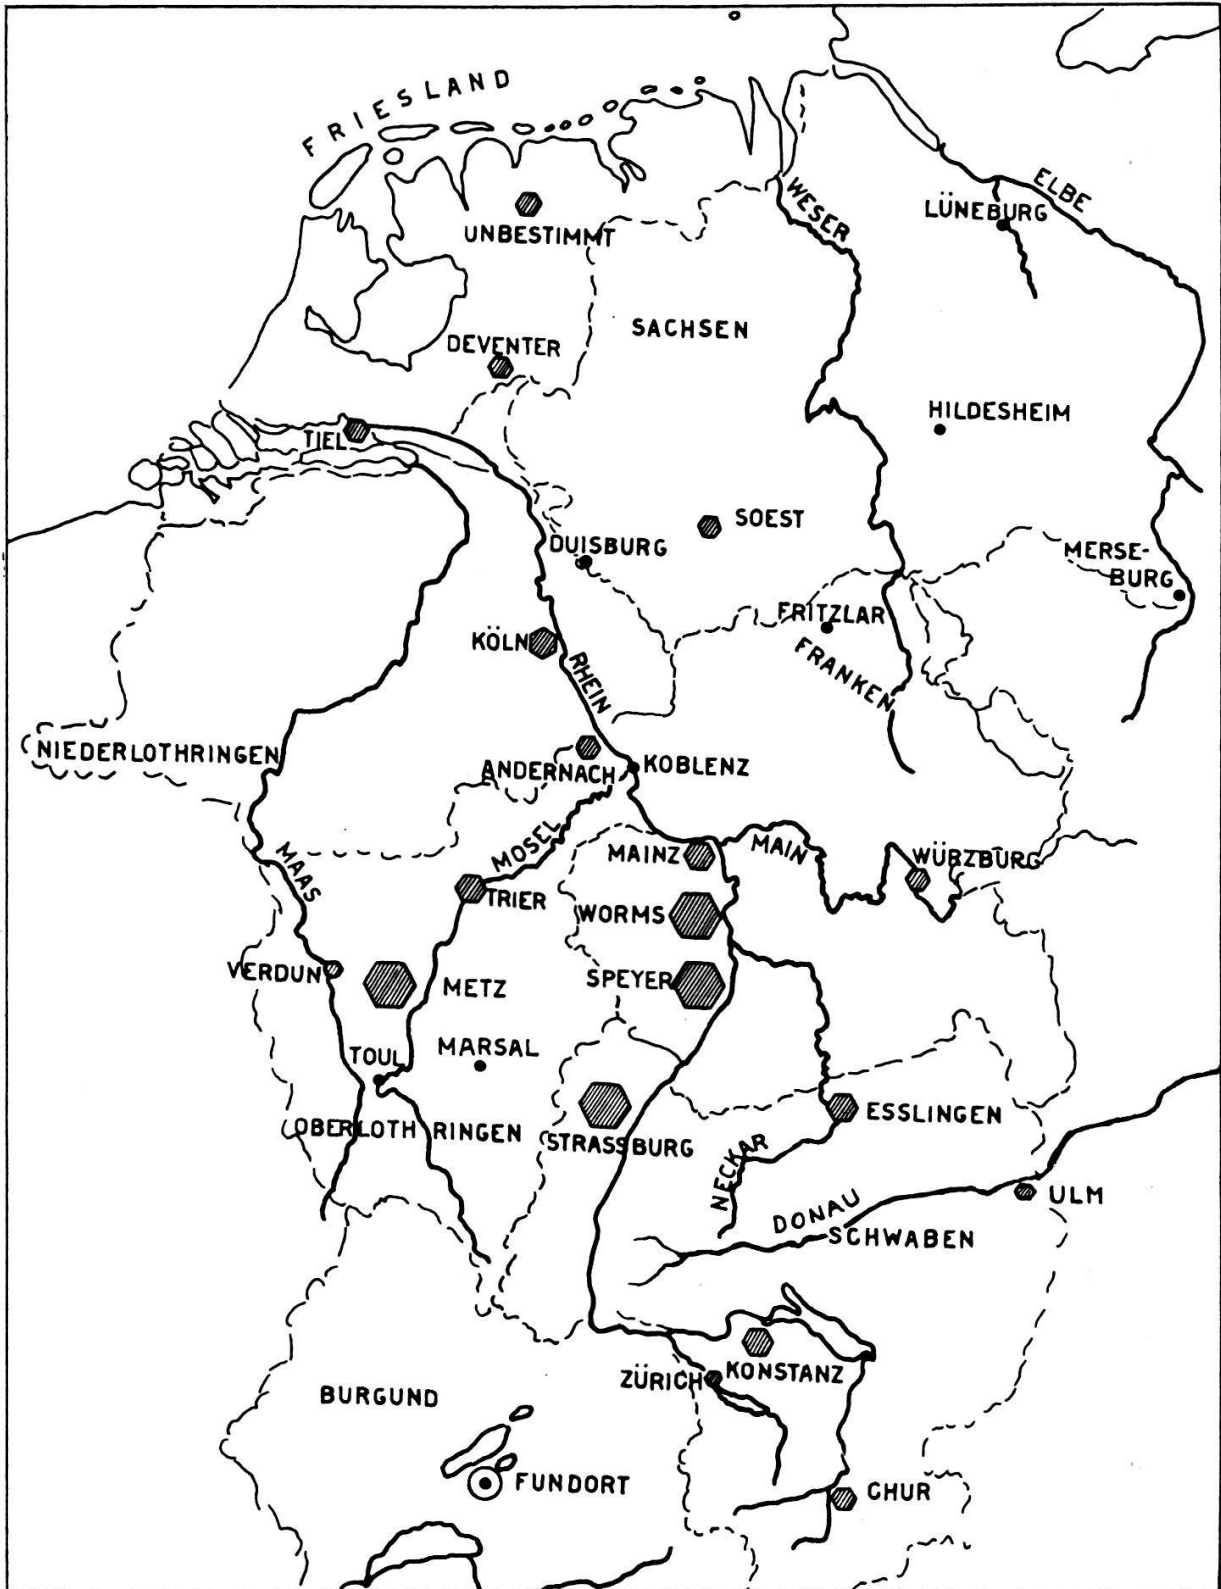 FRIESLAND
ELBE
WESER
LÜNEBURG
UNBESTIMMT
SACHSEN
DEVENTER
HILDESHEIM
TIEL
SOEST
DUISBURG
MERSE-
BURG
FRITZLAR
KÖLN
FRANKEN
RHEIN
NIEDERLOTHRINGEN
ANDERNACH
KOBLENZ
MAAS
MOSEL
MAINZ
MAIN
WÜRZBURG
TRIER
WORMS
VERDUN
METZ
SPEYER
TOUL
MARSAL
OBERLOTHRINGEN
STRASSBURG
ESSLINGEN
NECKAR
DONAU
ULM
SCHWABEN
ZÜRICH
KONSTANZ
BURGUND
FUNDORT
CHUR